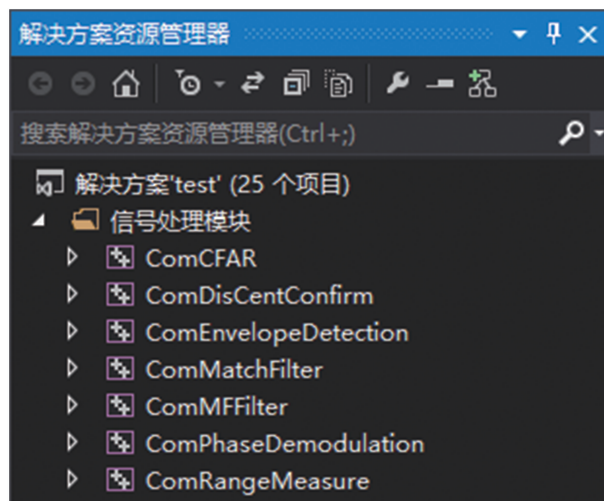 解决方案资源管理器
搜索解决方案资源管理器(Ctrl+;)
解决方案'test' (25 个项目)
信号处理模块
ComCFAR
ComDisCentConfirm
ComEnvelopeDetection
ComMatchFilter
ComMFFilter
ComPhaseDemodulation
ComRangeMeasure